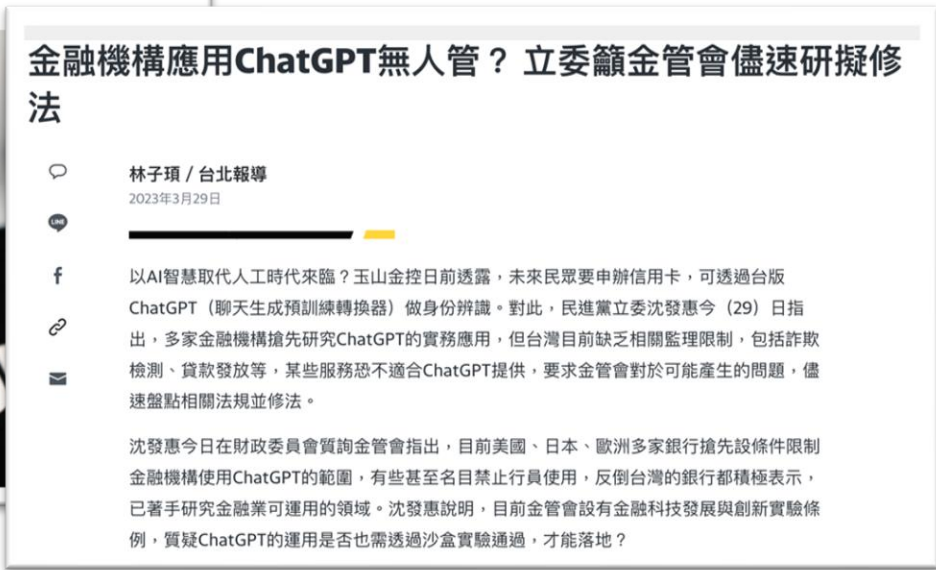 金融機構應用ChatGPT無人管？ 立委籲金管會儘速研擬修
法
林子頊 / 台北報導
2023年3月29日
LINE
以AI智慧取代人工時代來臨？玉山金控日前透露，未來民眾要申辦信用卡，可透過台版
ChatGPT（聊天生成預訓練轉換器）做身份辨識。對此，民進黨立委沈發惠今（29）日指
出，多家金融機構搶先研究ChatGPT的實務應用，但台灣目前缺乏相關監理限制，包括詐欺
檢測、貸款發放等，某些服務恐不適合ChatGPT提供，要求金管會對於可能產生的問題，儘
速盤點相關法規並修法。
沈發惠今日在財政委員會質詢金管會指出，目前美國、日本、歐洲多家銀行搶先設條件限制
金融機構使用ChatGPT的範圍，有些甚至名目禁止行員使用，反倒台灣的銀行都積極表示，
已著手研究金融業可運用的領域。沈發惠說明，目前金管會設有金融科技發展與創新實驗條
例，質疑ChatGPT的運用是否也需透過沙盒實驗通過，才能落地？